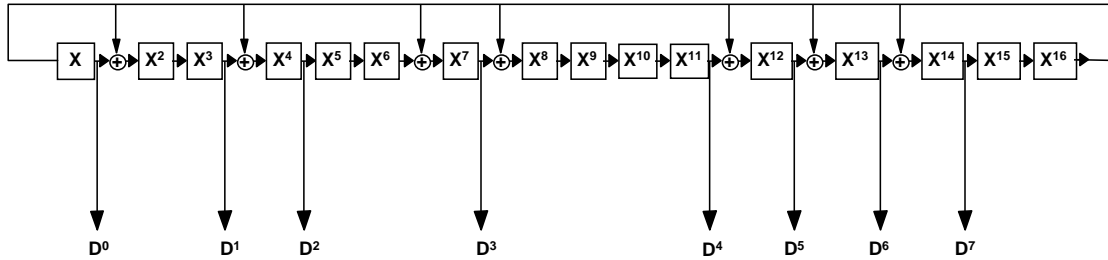 X X² X³ X⁴ X⁵ X⁶ X⁷ X⁸ X⁹ X¹⁰ X¹¹ X¹² X¹³ X¹⁴ X¹⁵ X¹⁶
D⁰ D¹ D² D³ D⁴ D⁵ D⁶ D⁷